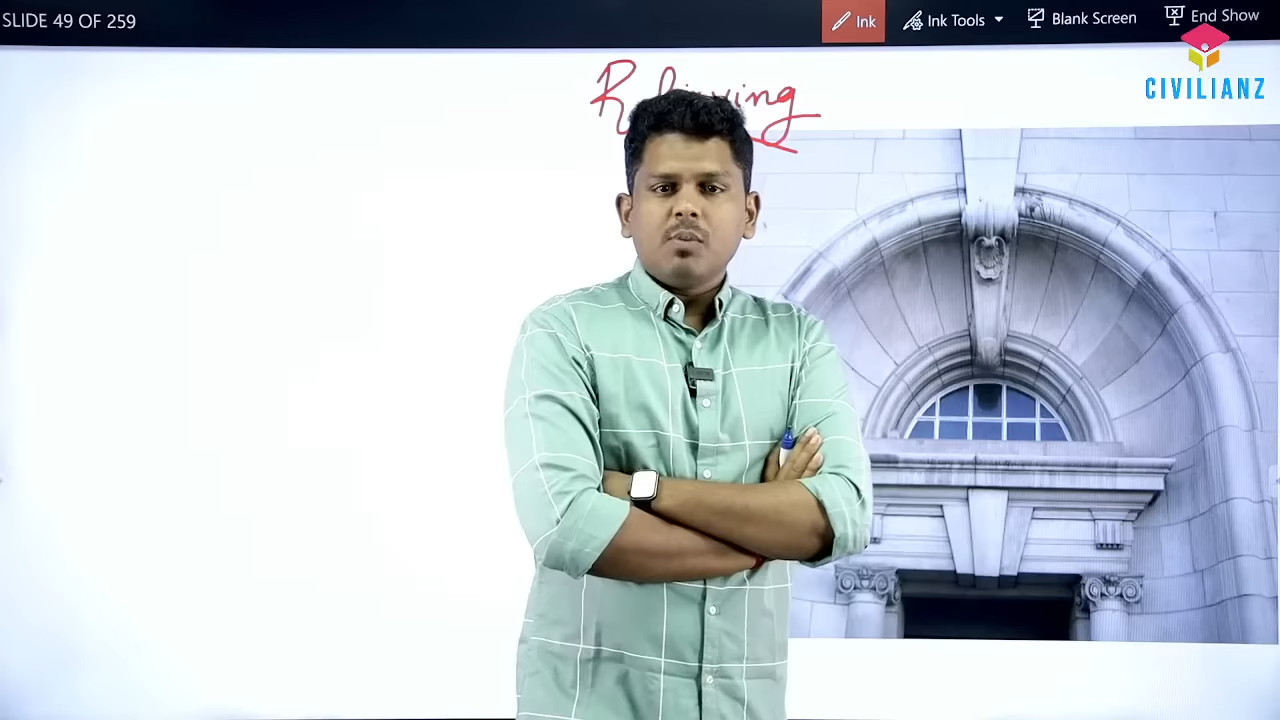 SLIDE 49 OF 259
Ink
Ink Tools
Blank Screen
End Show
CIVILIANZ